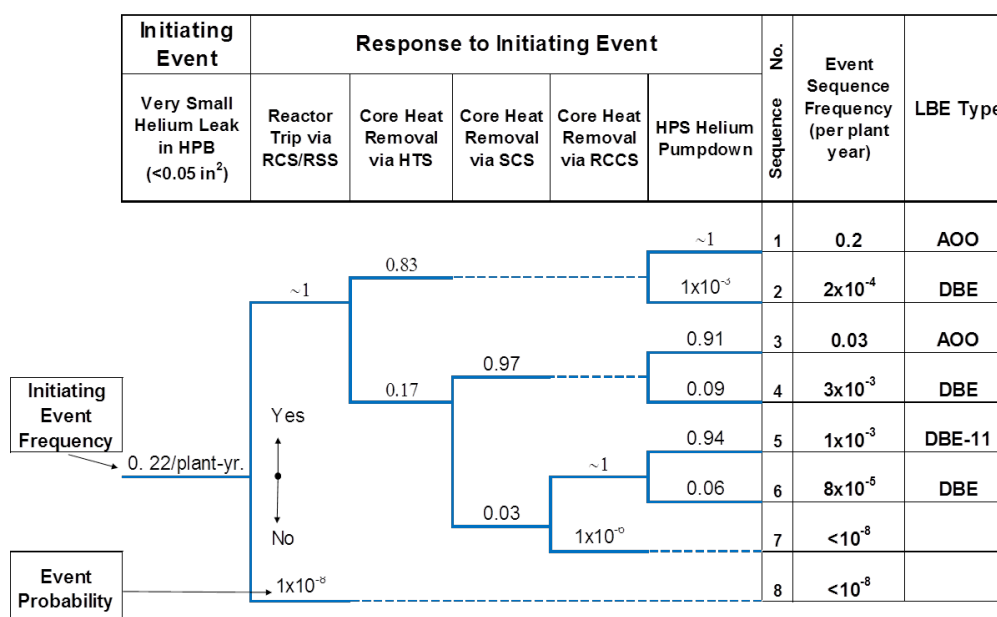 Initiating Event
Response to Initiating Event
Sequence No.
Event Sequence Frequency (per plant year)
LBE Type
Very Small Helium Leak in HPB (<0.05 in²)
Reactor Trip via RCS/RSS
Core Heat Removal via HTS
Core Heat Removal via SCS
Core Heat Removal via RCCS
HPS Helium Pumpdown
~1 1 0.2 AOO
0.83
1x10⁻³ 2 2x10⁻⁴ DBE
~1
0.91 3 0.03 AOO
0.97
0.17
0.09 4 3x10⁻³ DBE
Initiating Event Frequency
Yes
0.94 5 1x10⁻³ DBE-11
0. 22/plant-yr.
~1
0.06 6 8x10⁻⁵ DBE
0.03
No
1x10⁻⁶ 7 <10⁻⁸
Event Probability
1x10⁻⁸ 8 <10⁻⁸